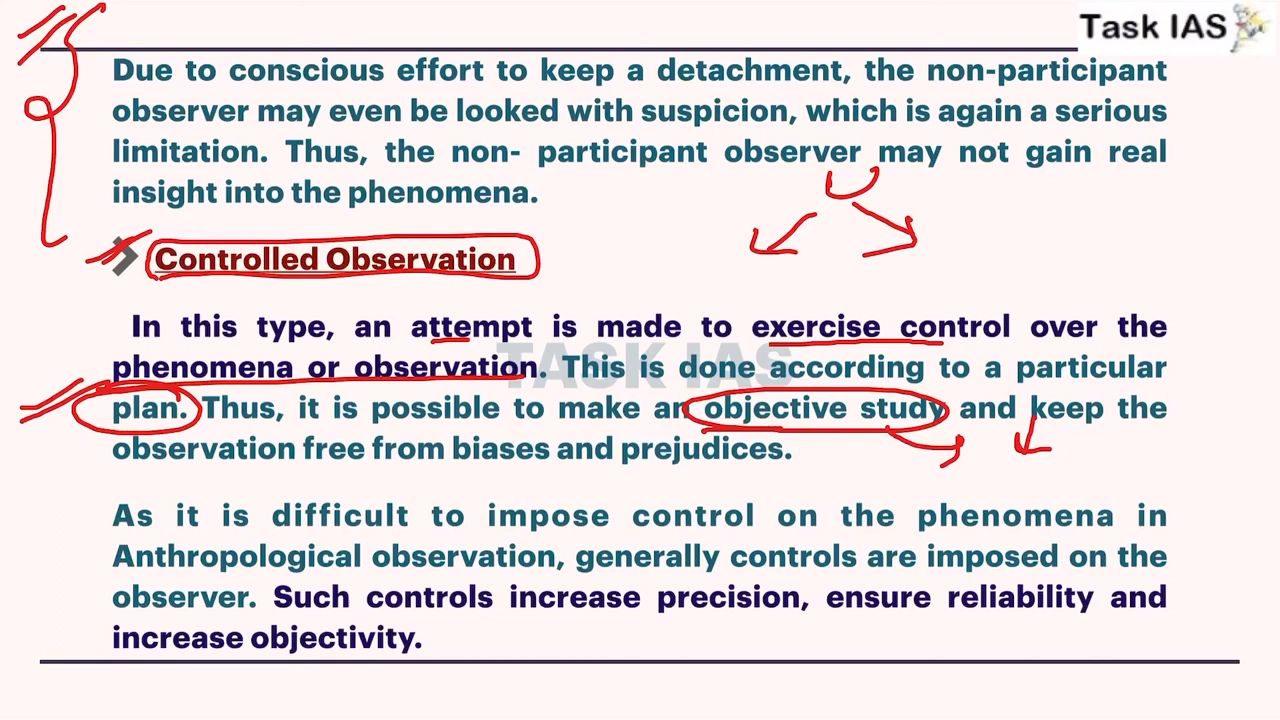 Task IAS
Due to conscious effort to keep a detachment, the non-participant
observer may even be looked with suspicion, which is again a serious
limitation. Thus, the non- participant observer may not gain real
insight into the phenomena.
Controlled Observation
In this type, an attempt is made to exercise control over the
phenomena or observation. This is done according to a particular
plan. Thus, it is possible to make an objective study and keep the
observation free from biases and prejudices.
TASK IAS
As it is difficult to impose control on the phenomena in
Anthropological observation, generally controls are imposed on the
observer. Such controls increase precision, ensure reliability and
increase objectivity.